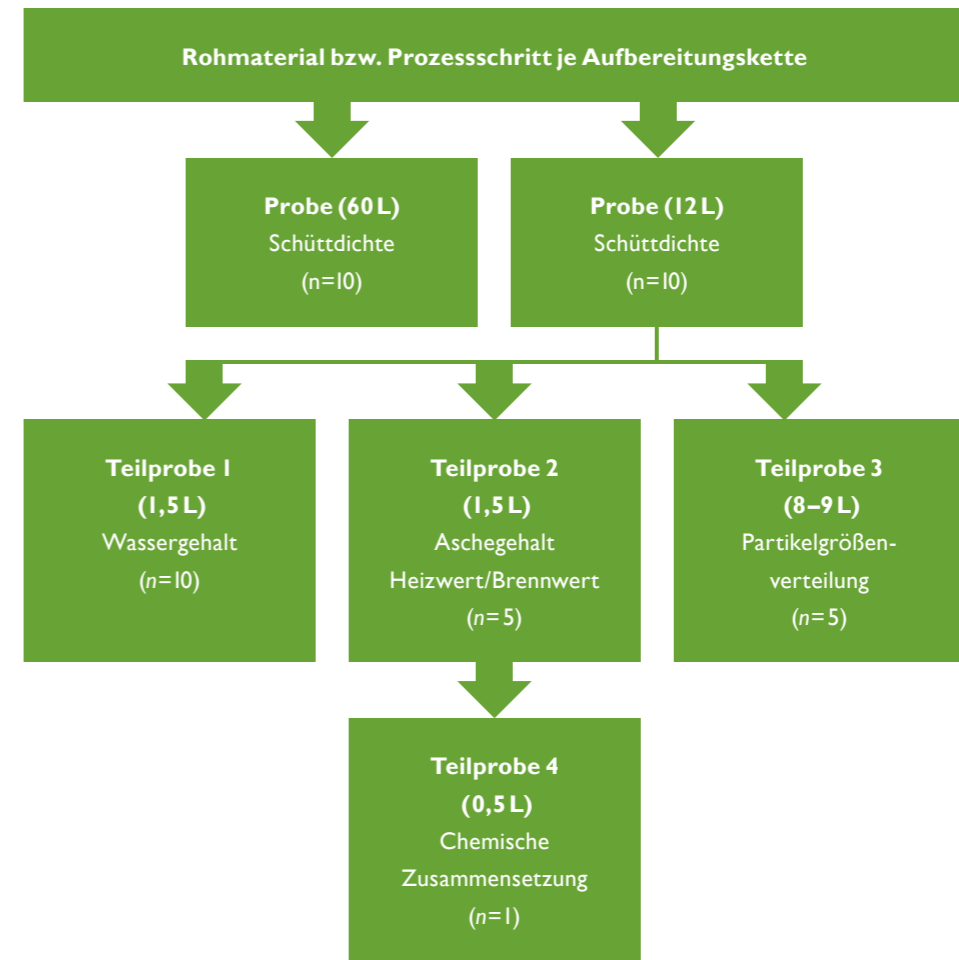 Rohmaterial bzw. Prozessschritt je Aufbereitungskette
Probe (60 L)
Schüttdichte
(n=10)
Probe (12 L)
Schüttdichte
(n=10)
Teilprobe 1
(1,5 L)
Wassergehalt
(n=10)
Teilprobe 2
(1,5 L)
Aschegehalt
Heizwert/Brennwert
(n=5)
Teilprobe 3
(8–9 L)
Partikelgrößen-
verteilung
(n=5)
Teilprobe 4
(0,5 L)
Chemische
Zusammensetzung
(n=1)